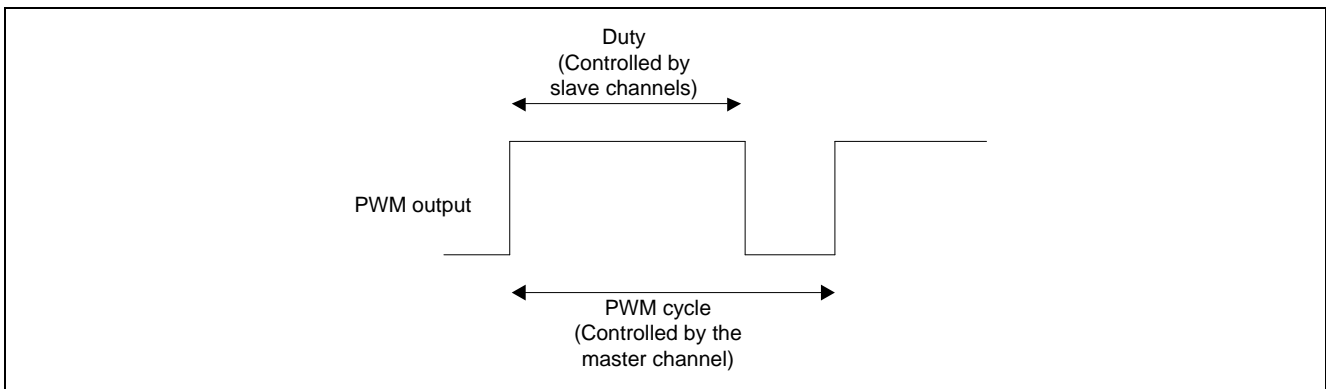 Duty
(Controlled by
slave channels)
PWM output
PWM cycle
(Controlled by the
master channel)